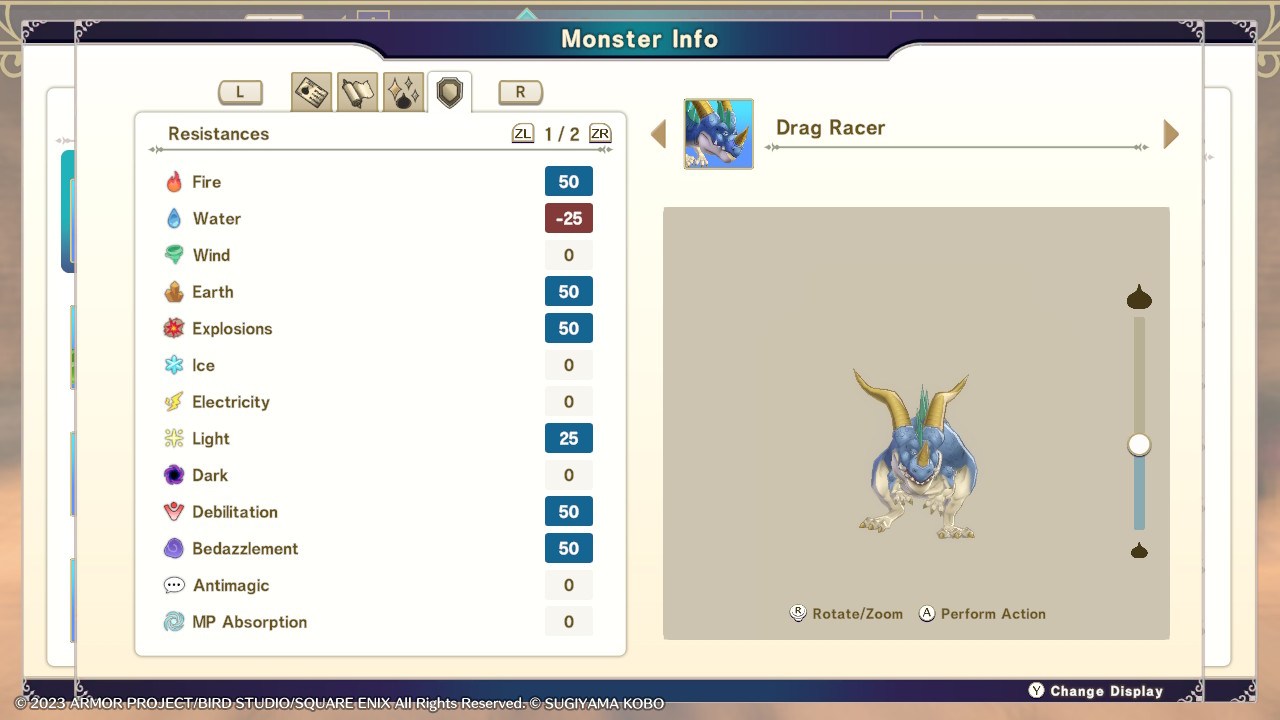 Monster Info
L
R
Resistances
ZL 1 / 2 ZR
Fire 50
Water -25
Wind 0
Earth 50
Explosions 50
Ice 0
Electricity 0
Light 25
Dark 0
Debilitation 50
Bedazzlement 50
Antimagic 0
MP Absorption 0
Drag Racer
R Rotate/Zoom A Perform Action
Y Change Display
© 2023 ARMOR PROJECT/BIRD STUDIO/SQUARE ENIX All Rights Reserved. © SUGIYAMA KOBO